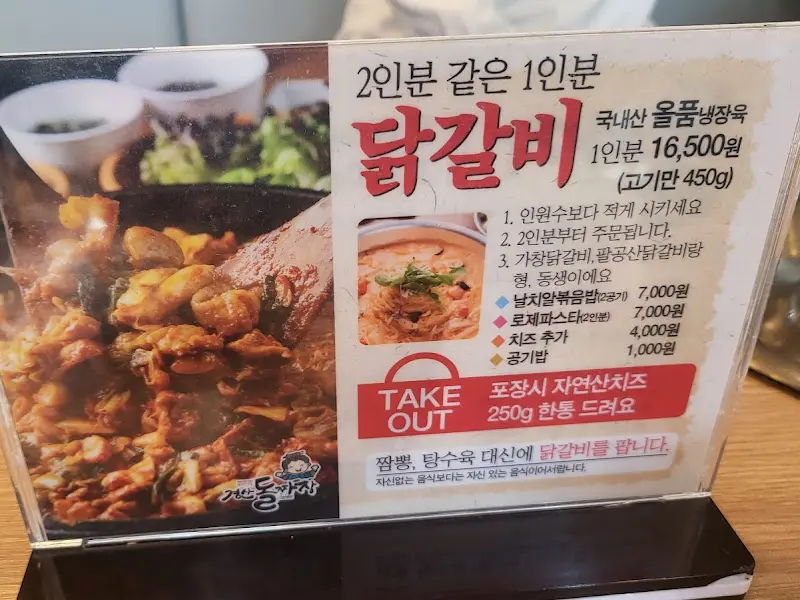 2인분 같은 1인분
닭갈비
국내산 올품냉장육
1인분 16,500원
(고기만 450g)
1. 인원수보다 적게 시키세요
2. 2인분부터 주문됩니다.
3. 가창닭갈비,팔공산닭갈비랑
형, 동생이에요
날치알볶음밥(2공기) 7,000원
로제파스타(2인분) 7,000원
치즈 추가 4,000원
공기밥 1,000원
TAKE
OUT
포장시 자연산치즈
250g 한통 드려요
짬뽕, 탕수육 대신에 닭갈비를 팝니다.
자신없는 음식보다는 자신 있는 음식이어서랍니다.
경산돌짜장